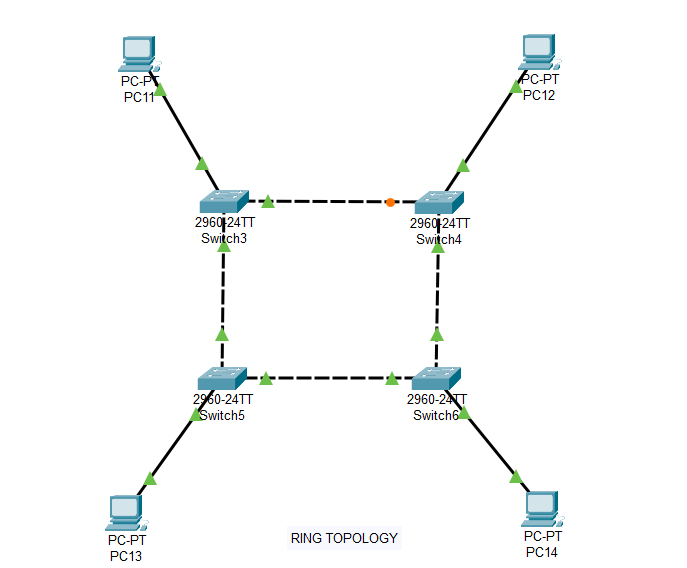 PC-PT
PC11
PC-PT
PC12
2960-24TT
Switch3
2960-24TT
Switch4
2960-24TT
Switch5
2960-24TT
Switch6
PC-PT
PC13
RING TOPOLOGY
PC-PT
PC14